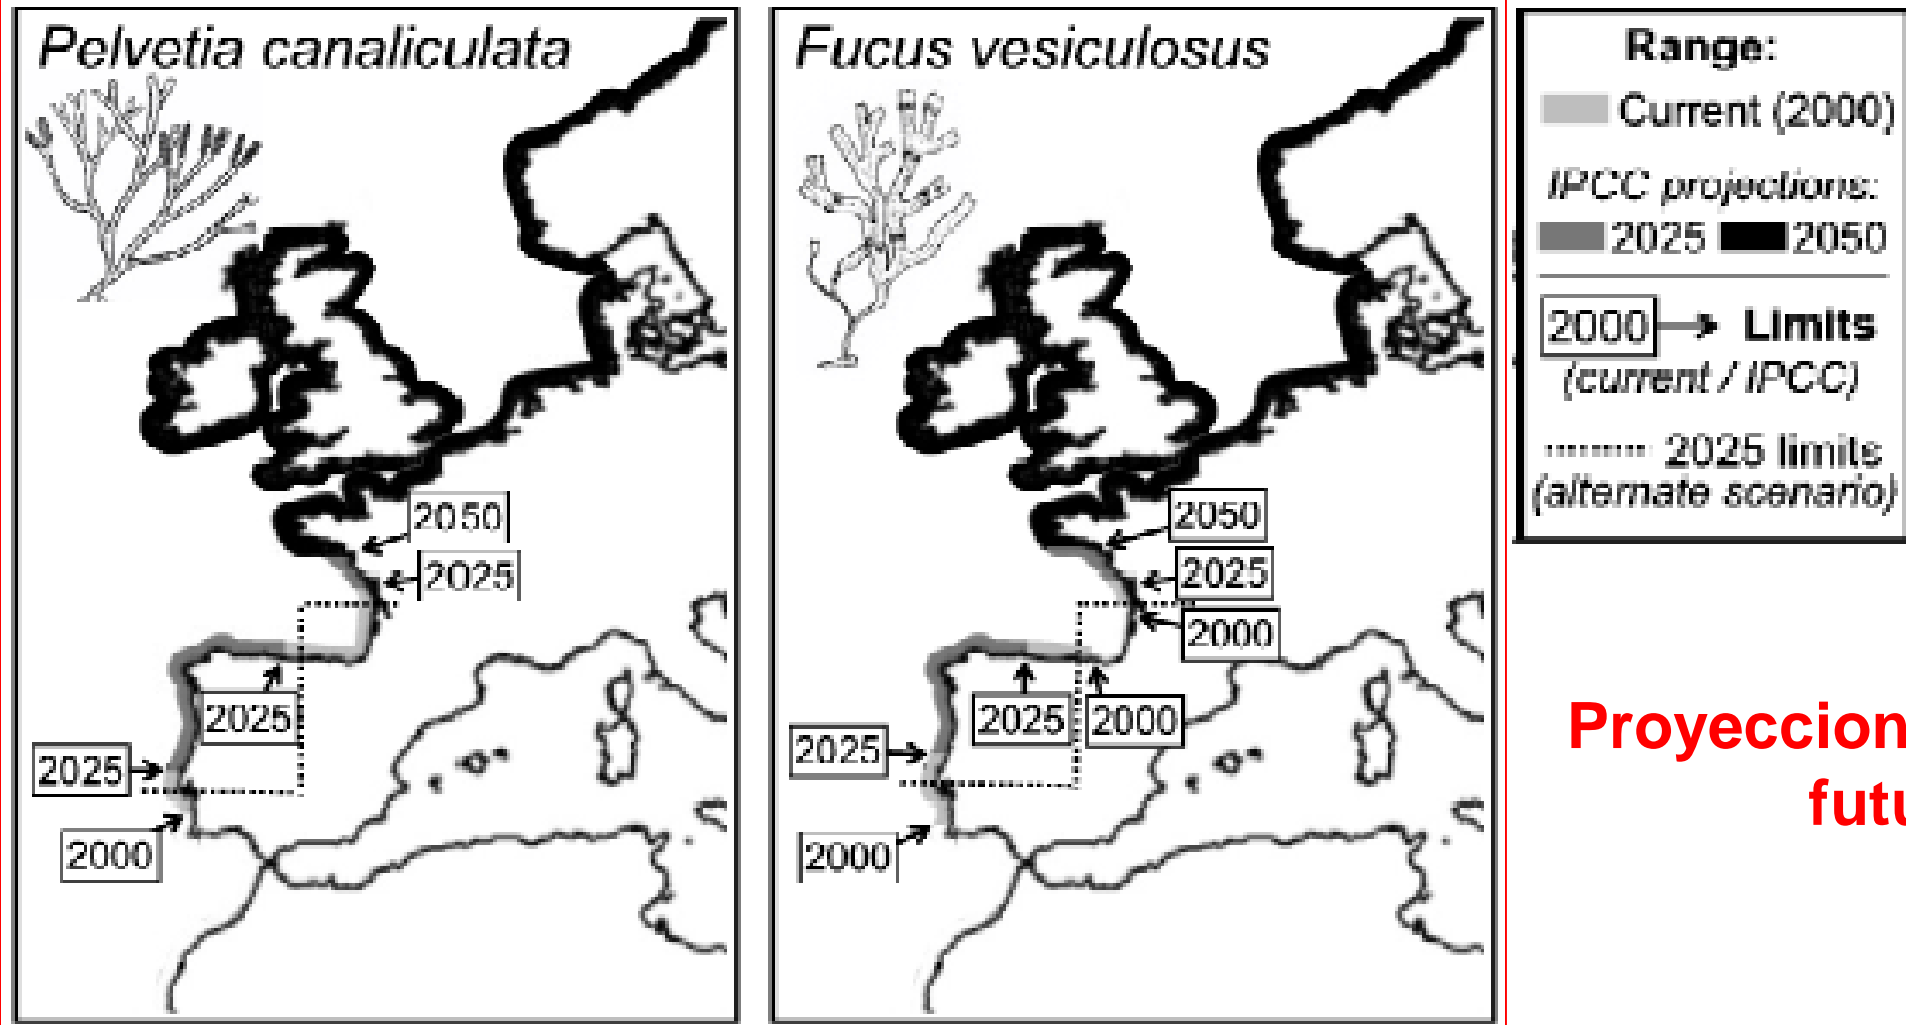 Pelvetia canaliculata
2050
2025
2025
2025
2000
Fucus vesiculosus
2050
2025
2000
2025
2000
2025
2000
Range:
Current (2000)
IPCC projections:
2025 2050
2000 Limits
(current / IPCC)
2025 limits
(alternate scenario)
Proyeccion
futu